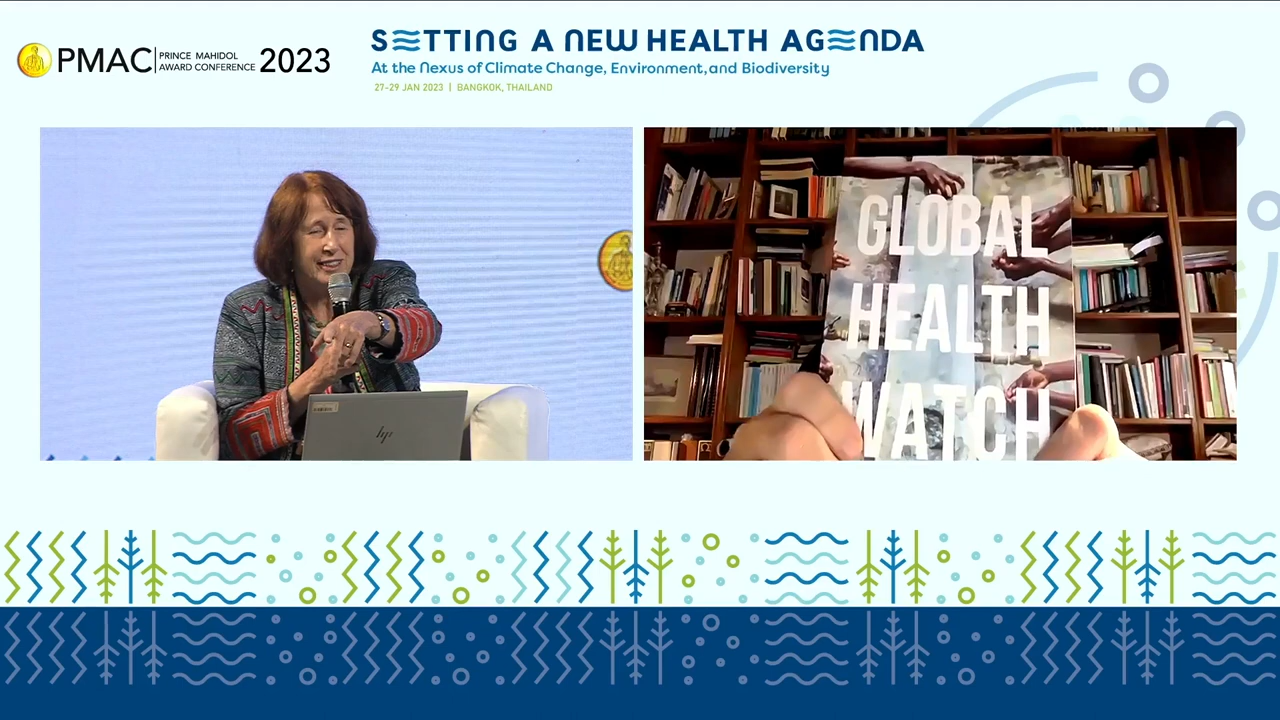 PMAC
PRINCE MAHIDOL
AWARD CONFERENCE
2023
SETTING A NEW HEALTH AGENDA
At the Nexus of Climate Change, Environment, and Biodiversity
27-29 JAN 2023 | BANGKOK, THAILAND
GLOBAL
HEALTH
WATCH
hp